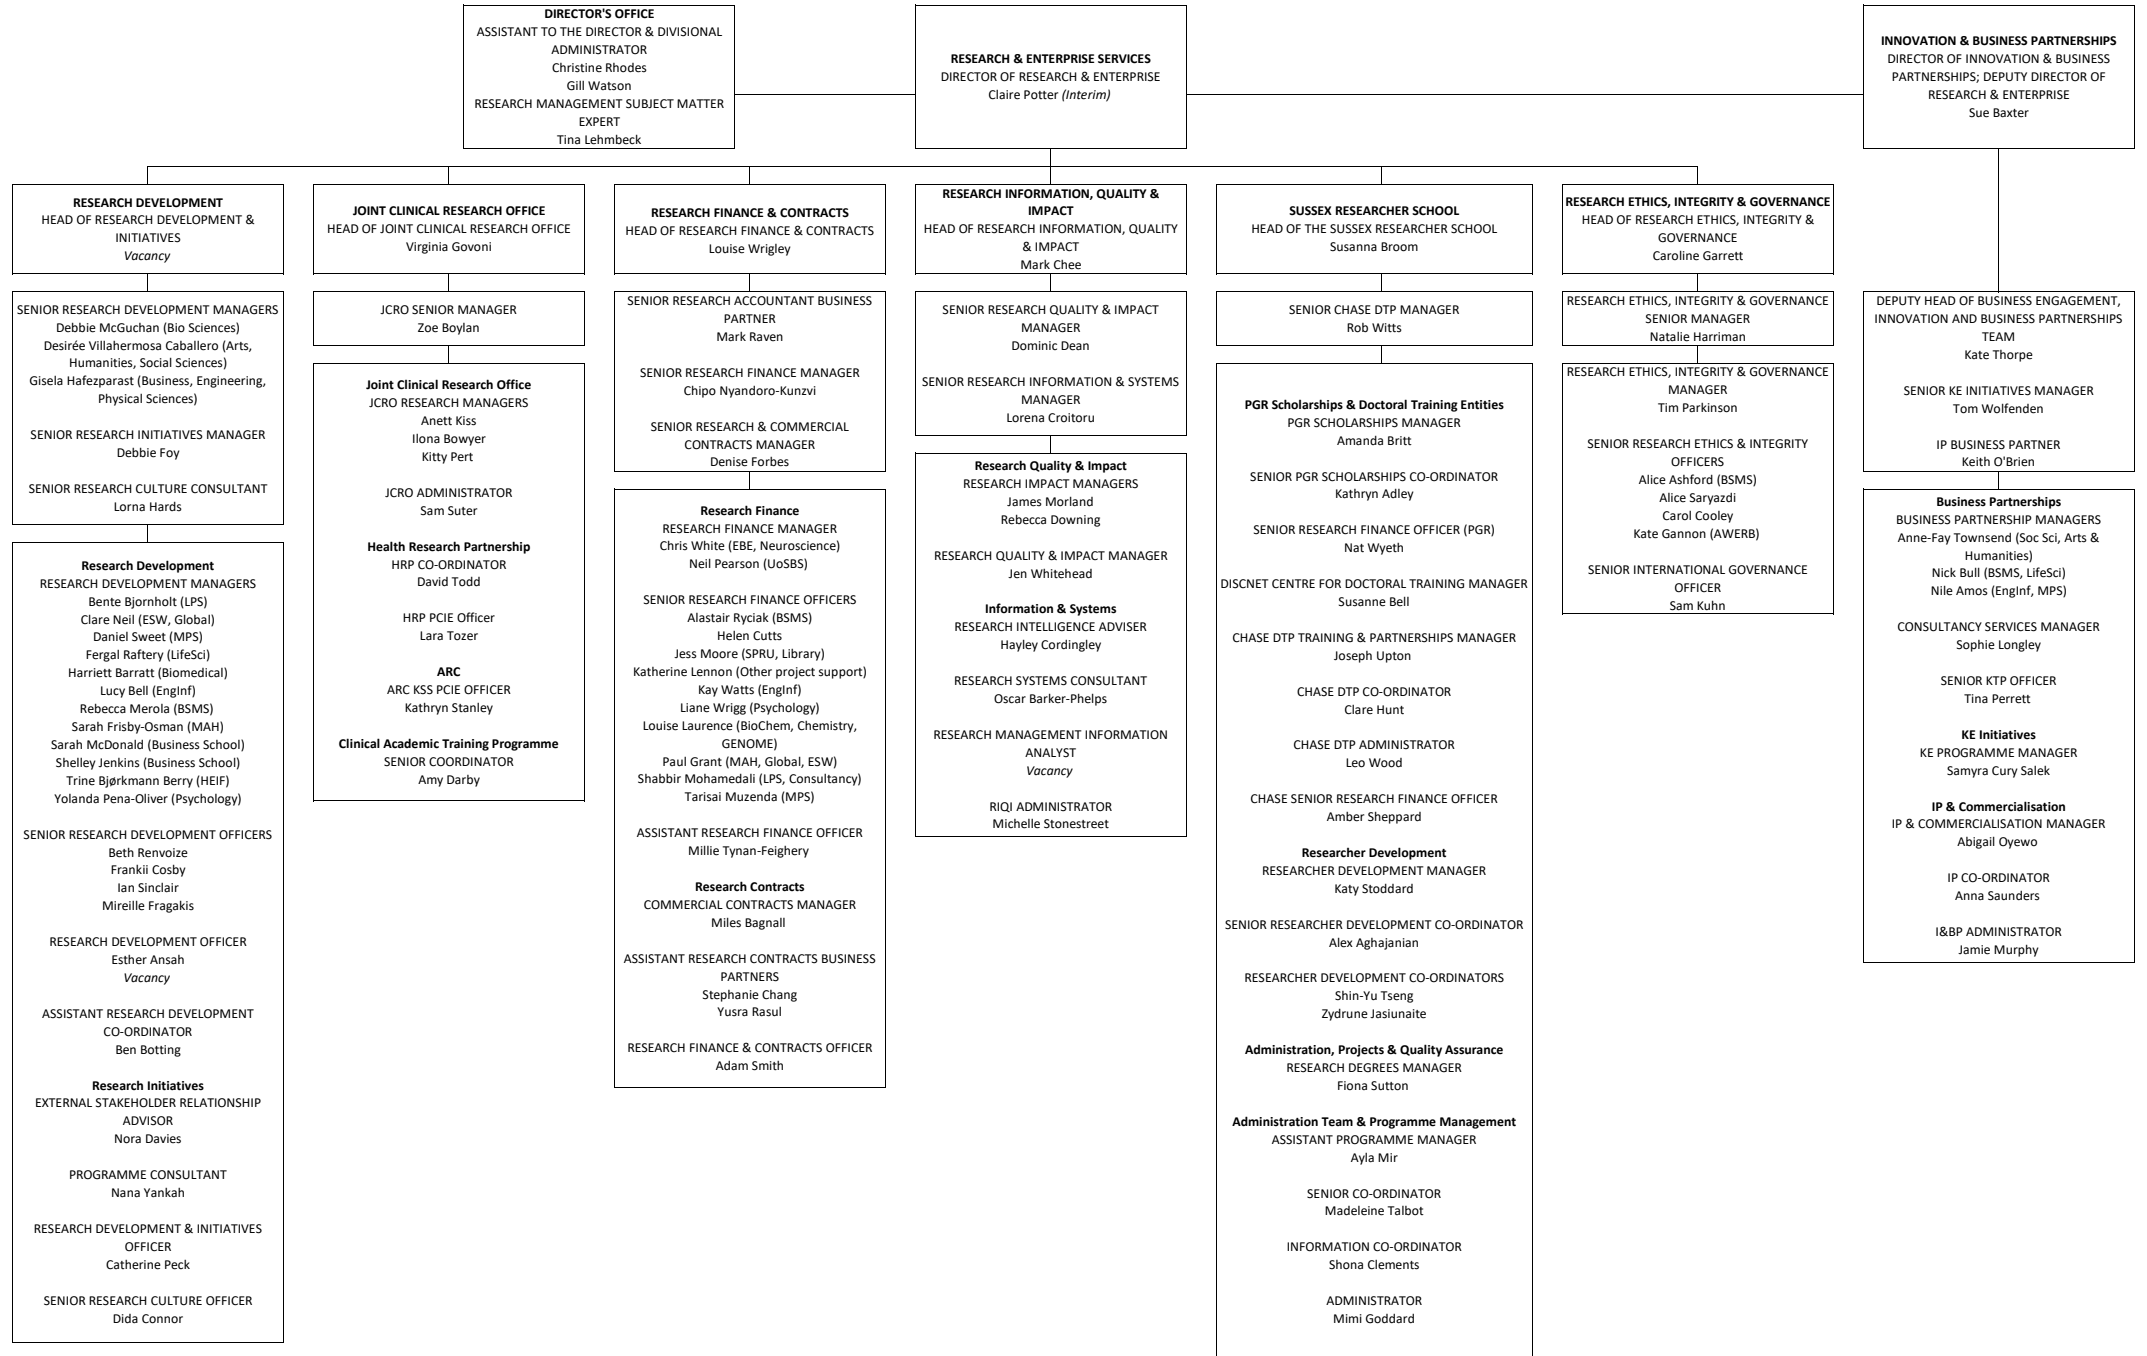 DIRECTOR'S OFFICE
ASSISTANT TO THE DIRECTOR & DIVISIONAL
ADMINISTRATOR
Christine Rhodes
Gill Watson
RESEARCH MANAGEMENT SUBJECT MATTER
EXPERT
Tina Lehmbeck
RESEARCH & ENTERPRISE SERVICES
DIRECTOR OF RESEARCH & ENTERPRISE
Claire Potter (Interim)
INNOVATION & BUSINESS PARTNERSHIPS
DIRECTOR OF INNOVATION & BUSINESS
PARTNERSHIPS; DEPUTY DIRECTOR OF
RESEARCH & ENTERPRISE
Sue Baxter
RESEARCH DEVELOPMENT
HEAD OF RESEARCH DEVELOPMENT &
INITIATIVES
Vacancy
SENIOR RESEARCH DEVELOPMENT MANAGERS
Debbie McGuchan (Bio Sciences)
Desirée Villahermosa Caballero (Arts,
Humanities, Social Sciences)
Gisela Hafezparast (Business, Engineering,
Physical Sciences)
SENIOR RESEARCH INITIATIVES MANAGER
Debbie Foy
SENIOR RESEARCH CULTURE CONSULTANT
Lorna Hards
Research Development
RESEARCH DEVELOPMENT MANAGERS
Bente Bjornholt (LPS)
Clare Neil (ESW, Global)
Daniel Sweet (MPS)
Fergal Raftery (LifeSci)
Harriett Barratt (Biomedical)
Lucy Bell (EngInf)
Rebecca Merola (BSMS)
Sarah Frisby-Osman (MAH)
Sarah McDonald (Business School)
Shelley Jenkins (Business School)
Trine Bjørkmann Berry (HEIF)
Yolanda Pena-Oliver (Psychology)
SENIOR RESEARCH DEVELOPMENT OFFICERS
Beth Renvoize
Frankii Cosby
Ian Sinclair
Mireille Fragakis
RESEARCH DEVELOPMENT OFFICER
Esther Ansah
Vacancy
ASSISTANT RESEARCH DEVELOPMENT
CO-ORDINATOR
Ben Botting
Research Initiatives
EXTERNAL STAKEHOLDER RELATIONSHIP
ADVISOR
Nora Davies
PROGRAMME CONSULTANT
Nana Yankah
RESEARCH DEVELOPMENT & INITIATIVES
OFFICER
Catherine Peck
SENIOR RESEARCH CULTURE OFFICER
Dida Connor
JOINT CLINICAL RESEARCH OFFICE
HEAD OF JOINT CLINICAL RESEARCH OFFICE
Virginia Govoni
JCRO SENIOR MANAGER
Zoe Boylan
Joint Clinical Research Office
JCRO RESEARCH MANAGERS
Anett Kiss
Ilona Bowyer
Kitty Pert
JCRO ADMINISTRATOR
Sam Suter
Health Research Partnership
HRP CO-ORDINATOR
David Todd
HRP PCIE Officer
Lara Tozer
ARC
ARC KSS PCIE OFFICER
Kathryn Stanley
Clinical Academic Training Programme
SENIOR COORDINATOR
Amy Darby
RESEARCH FINANCE & CONTRACTS
HEAD OF RESEARCH FINANCE & CONTRACTS
Louise Wrigley
SENIOR RESEARCH ACCOUNTANT BUSINESS
PARTNER
Mark Raven
SENIOR RESEARCH FINANCE MANAGER
Chipo Nyandoro-Kunzvi
SENIOR RESEARCH & COMMERCIAL
CONTRACTS MANAGER
Denise Forbes
Research Finance
RESEARCH FINANCE MANAGER
Chris White (EBE, Neuroscience)
Neil Pearson (UoSBS)
SENIOR RESEARCH FINANCE OFFICERS
Alastair Ryciak (BSMS)
Helen Cutts
Jess Moore (SPRU, Library)
Katherine Lennon (Other project support)
Kay Watts (EngInf)
Liane Wrigg (Psychology)
Louise Laurence (BioChem, Chemistry,
GENOME)
Paul Grant (MAH, Global, ESW)
Shabbir Mohamedali (LPS, Consultancy)
Tarisai Muzenda (MPS)
ASSISTANT RESEARCH FINANCE OFFICER
Millie Tynan-Feighery
Research Contracts
COMMERCIAL CONTRACTS MANAGER
Miles Bagnall
ASSISTANT RESEARCH CONTRACTS BUSINESS
PARTNERS
Stephanie Chang
Yusra Rasul
RESEARCH FINANCE & CONTRACTS OFFICER
Adam Smith
RESEARCH INFORMATION, QUALITY &
IMPACT
HEAD OF RESEARCH INFORMATION, QUALITY
& IMPACT
Mark Chee
SENIOR RESEARCH QUALITY & IMPACT
MANAGER
Dominic Dean
SENIOR RESEARCH INFORMATION & SYSTEMS
MANAGER
Lorena Croitoru
Research Quality & Impact
RESEARCH IMPACT MANAGERS
James Morland
Rebecca Downing
RESEARCH QUALITY & IMPACT MANAGER
Jen Whitehead
Information & Systems
RESEARCH INTELLIGENCE ADVISER
Hayley Cordingley
RESEARCH SYSTEMS CONSULTANT
Oscar Barker-Phelps
RESEARCH MANAGEMENT INFORMATION
ANALYST
Vacancy
RIQI ADMINISTRATOR
Michelle Stonestreet
SUSSEX RESEARCHER SCHOOL
HEAD OF THE SUSSEX RESEARCHER SCHOOL
Susanna Broom
SENIOR CHASE DTP MANAGER
Rob Witts
PGR Scholarships & Doctoral Training Entities
PGR SCHOLARSHIPS MANAGER
Amanda Britt
SENIOR PGR SCHOLARSHIPS CO-ORDINATOR
Kathryn Adley
SENIOR RESEARCH FINANCE OFFICER (PGR)
Nat Wyeth
DISCNET CENTRE FOR DOCTORAL TRAINING MANAGER
Susanne Bell
CHASE DTP TRAINING & PARTNERSHIPS MANAGER
Joseph Upton
CHASE DTP CO-ORDINATOR
Clare Hunt
CHASE DTP ADMINISTRATOR
Leo Wood
CHASE SENIOR RESEARCH FINANCE OFFICER
Amber Sheppard
Researcher Development
RESEARCHER DEVELOPMENT MANAGER
Katy Stoddard
SENIOR RESEARCHER DEVELOPMENT CO-ORDINATOR
Alex Aghajanian
RESEARCHER DEVELOPMENT CO-ORDINATORS
Shin-Yu Tseng
Zydrune Jasiunaite
Administration, Projects & Quality Assurance
RESEARCH DEGREES MANAGER
Fiona Sutton
Administration Team & Programme Management
ASSISTANT PROGRAMME MANAGER
Ayla Mir
SENIOR CO-ORDINATOR
Madeleine Talbot
INFORMATION CO-ORDINATOR
Shona Clements
ADMINISTRATOR
Mimi Goddard
RESEARCH ETHICS, INTEGRITY & GOVERNANCE
HEAD OF RESEARCH ETHICS, INTEGRITY &
GOVERNANCE
Caroline Garrett
RESEARCH ETHICS, INTEGRITY & GOVERNANCE
SENIOR MANAGER
Natalie Harriman
RESEARCH ETHICS, INTEGRITY & GOVERNANCE
MANAGER
Tim Parkinson
SENIOR RESEARCH ETHICS & INTEGRITY
OFFICERS
Alice Ashford (BSMS)
Alice Saryazdi
Carol Cooley
Kate Gannon (AWERB)
SENIOR INTERNATIONAL GOVERNANCE
OFFICER
Sam Kuhn
DEPUTY HEAD OF BUSINESS ENGAGEMENT,
INNOVATION AND BUSINESS PARTNERSHIPS
TEAM
Kate Thorpe
SENIOR KE INITIATIVES MANAGER
Tom Wolfenden
IP BUSINESS PARTNER
Keith O'Brien
Business Partnerships
BUSINESS PARTNERSHIP MANAGERS
Anne-Fay Townsend (Soc Sci, Arts &
Humanities)
Nick Bull (BSMS, LifeSci)
Nile Amos (EngInf, MPS)
CONSULTANCY SERVICES MANAGER
Sophie Longley
SENIOR KTP OFFICER
Tina Perrett
KE Initiatives
KE PROGRAMME MANAGER
Samyra Cury Salek
IP & Commercialisation
IP & COMMERCIALISATION MANAGER
Abigail Oyewo
IP CO-ORDINATOR
Anna Saunders
I&BP ADMINISTRATOR
Jamie Murphy